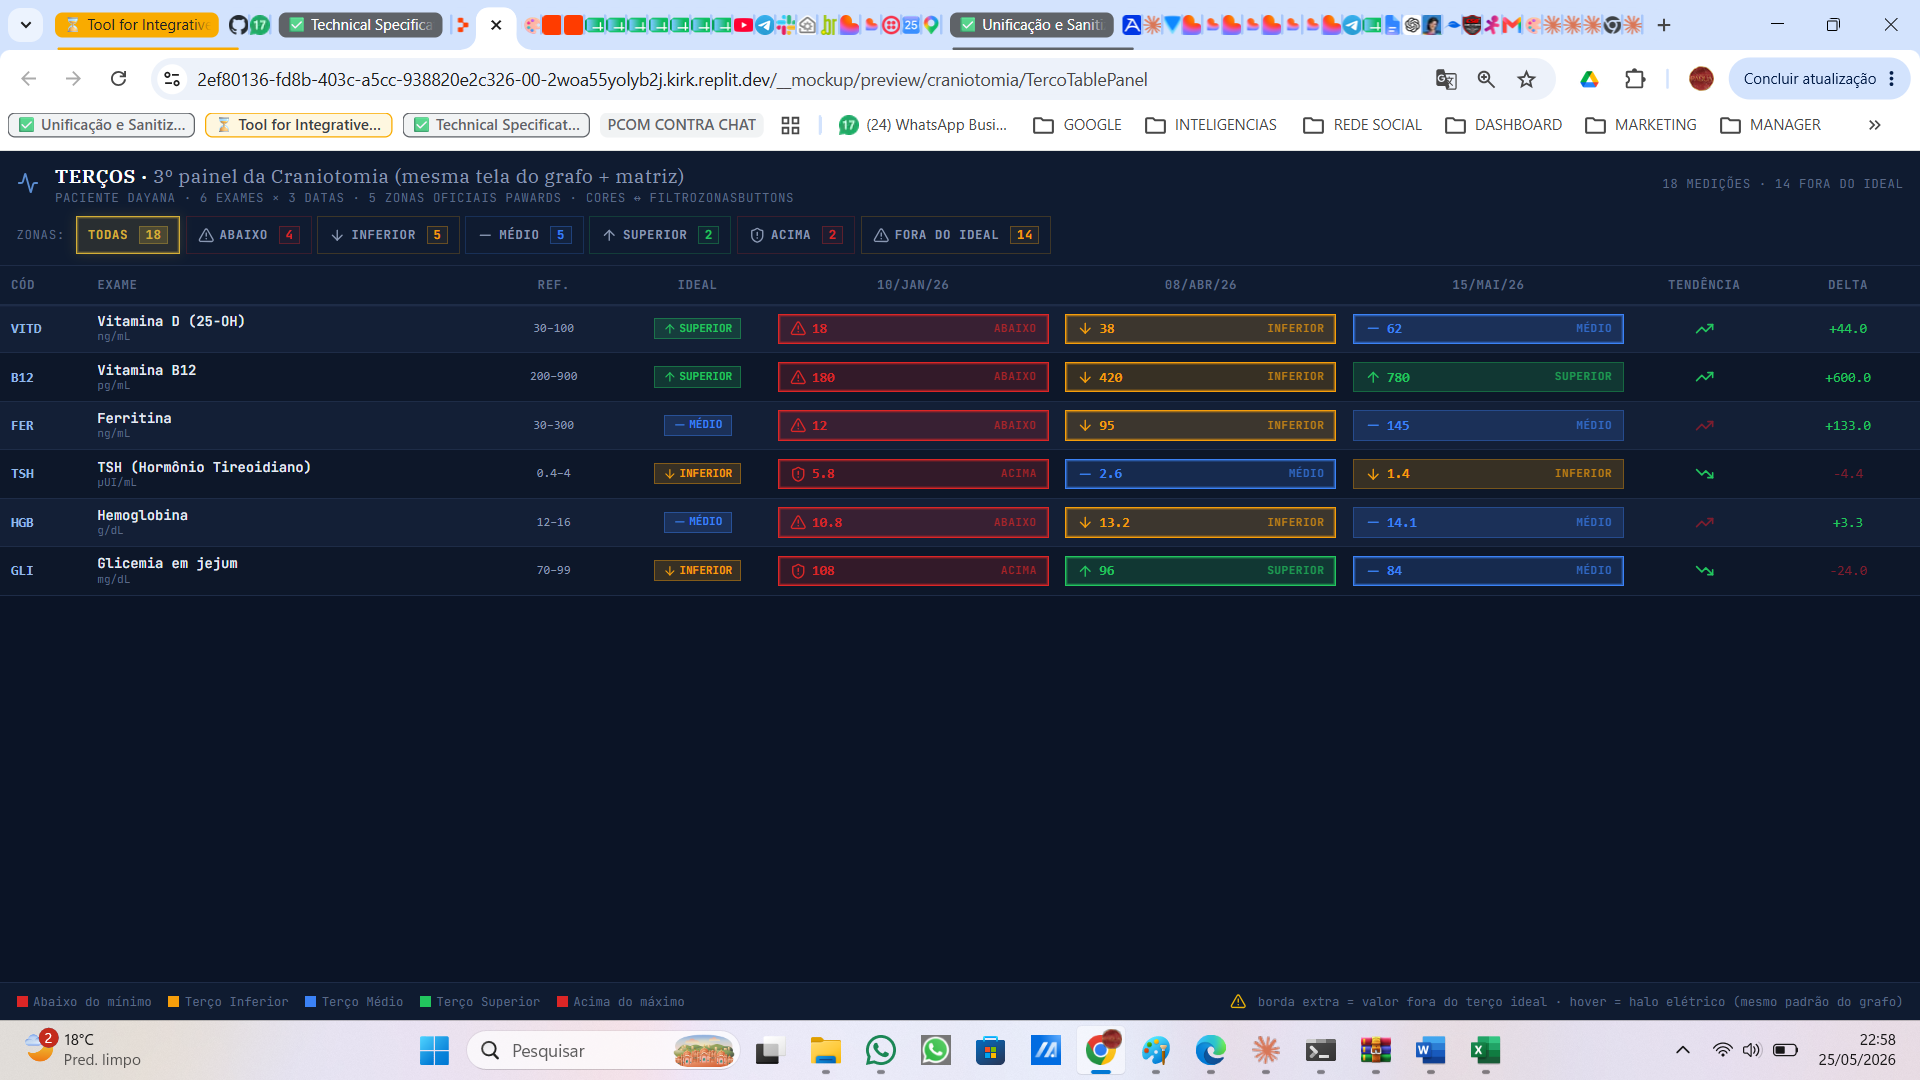 Tool for Integrative
17
Technical Specifica
25
Unificação e Saniti
2ef80136-fd8b-403c-a5cc-938820e2c326-00-2woa55yolyb2j.kirk.replit.dev/__mockup/preview/craniotomia/TercoTablePanel
Concluir atualização
Unificação e Sanitiz...
Tool for Integrative...
Technical Specificat...
PCOM CONTRA CHAT
17 (24) WhatsApp Busi...
GOOGLE
INTELIGENCIAS
REDE SOCIAL
DASHBOARD
MARKETING
MANAGER
TERÇOS · 3º painel da Craniotomia (mesma tela do grafo + matriz)
PACIENTE DAYANA · 6 EXAMES × 3 DATAS · 5 ZONAS OFICIAIS PAWARDS · CORES ↔ FILTROZONASBUTTONS
18 MEDIÇÕES · 14 FORA DO IDEAL
ZONAS: TODAS 18 ABAIXO 4 INFERIOR 5 MÉDIO 5 SUPERIOR 2 ACIMA 2 FORA DO IDEAL 14
CÓD EXAME REF. IDEAL 10/JAN/26 08/ABR/26 15/MAI/26 TENDÊNCIA DELTA
VITD Vitamina D (25-OH) 30–100 SUPERIOR 18 ABAIXO 38 INFERIOR 62 MÉDIO +44.0
ng/mL
B12 Vitamina B12 200–900 SUPERIOR 180 ABAIXO 420 INFERIOR 780 SUPERIOR +600.0
pg/mL
FER Ferritina 30–300 MÉDIO 12 ABAIXO 95 INFERIOR 145 MÉDIO +133.0
ng/mL
TSH TSH (Hormônio Tireoidiano) 0.4–4 INFERIOR 5.8 ACIMA 2.6 MÉDIO 1.4 INFERIOR -4.4
µUI/mL
HGB Hemoglobina 12–16 MÉDIO 10.8 ABAIXO 13.2 INFERIOR 14.1 MÉDIO +3.3
g/dL
GLI Glicemia em jejum 70–99 INFERIOR 108 ACIMA 96 SUPERIOR 84 MÉDIO -24.0
mg/dL
Abaixo do mínimo Terço Inferior Terço Médio Terço Superior Acima do máximo
borda extra = valor fora do terço ideal · hover = halo elétrico (mesmo padrão do grafo)
2
18°C
Pred. limpo
Pesquisar
22:58
25/05/2026